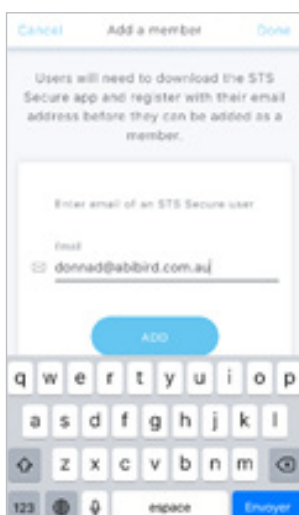 Cancel Add a member Done
Users will need to download the STS
Secure app and register with their email
address before they can be added as a
member.
Enter email of an STS Secure user
Email
donnad@abibird.com.au
ADD
q w e r t y u i o p
a s d f g h j k l
z x c v b n m
123 espace Envoyer